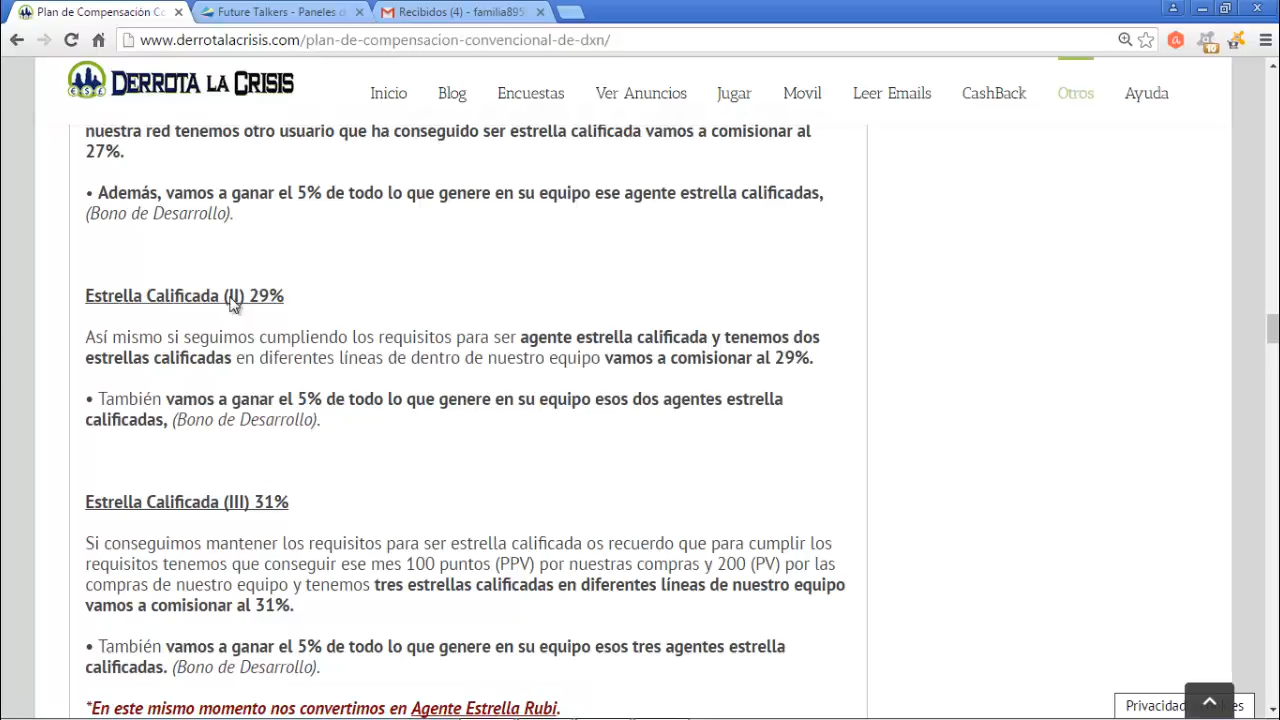 Plan de Compensación Co
Future Talkers - Paneles d
Recibidos (4) - familia895
www.derrotalacrisis.com/plan-de-compensacion-convencional-de-dxn/
10
DERROTA LA CRISIS
Inicio
Blog
Encuestas
Ver Anuncios
Jugar
Movil
Leer Emails
CashBack
Otros
Ayuda
nuestra red tenemos otro usuario que ha conseguido ser estrella calificada vamos a comisionar al
27%.
• Además, vamos a ganar el 5% de todo lo que genere en su equipo ese agente estrella calificadas,
(Bono de Desarrollo).
Estrella Calificada (II) 29%
Así mismo si seguimos cumpliendo los requisitos para ser agente estrella calificada y tenemos dos
estrellas calificadas en diferentes líneas de dentro de nuestro equipo vamos a comisionar al 29%.
• También vamos a ganar el 5% de todo lo que genere en su equipo esos dos agentes estrella
calificadas, (Bono de Desarrollo).
Estrella Calificada (III) 31%
Si conseguimos mantener los requisitos para ser estrella calificada os recuerdo que para cumplir los
requisitos tenemos que conseguir ese mes 100 puntos (PPV) por nuestras compras y 200 (PV) por las
compras de nuestro equipo y tenemos tres estrellas calificadas en diferentes líneas de nuestro equipo
vamos a comisionar al 31%.
• También vamos a ganar el 5% de todo lo que genere en su equipo esos tres agentes estrella
calificadas. (Bono de Desarrollo).
*En este mismo momento nos convertimos en Agente Estrella Rubi.
Privacidad